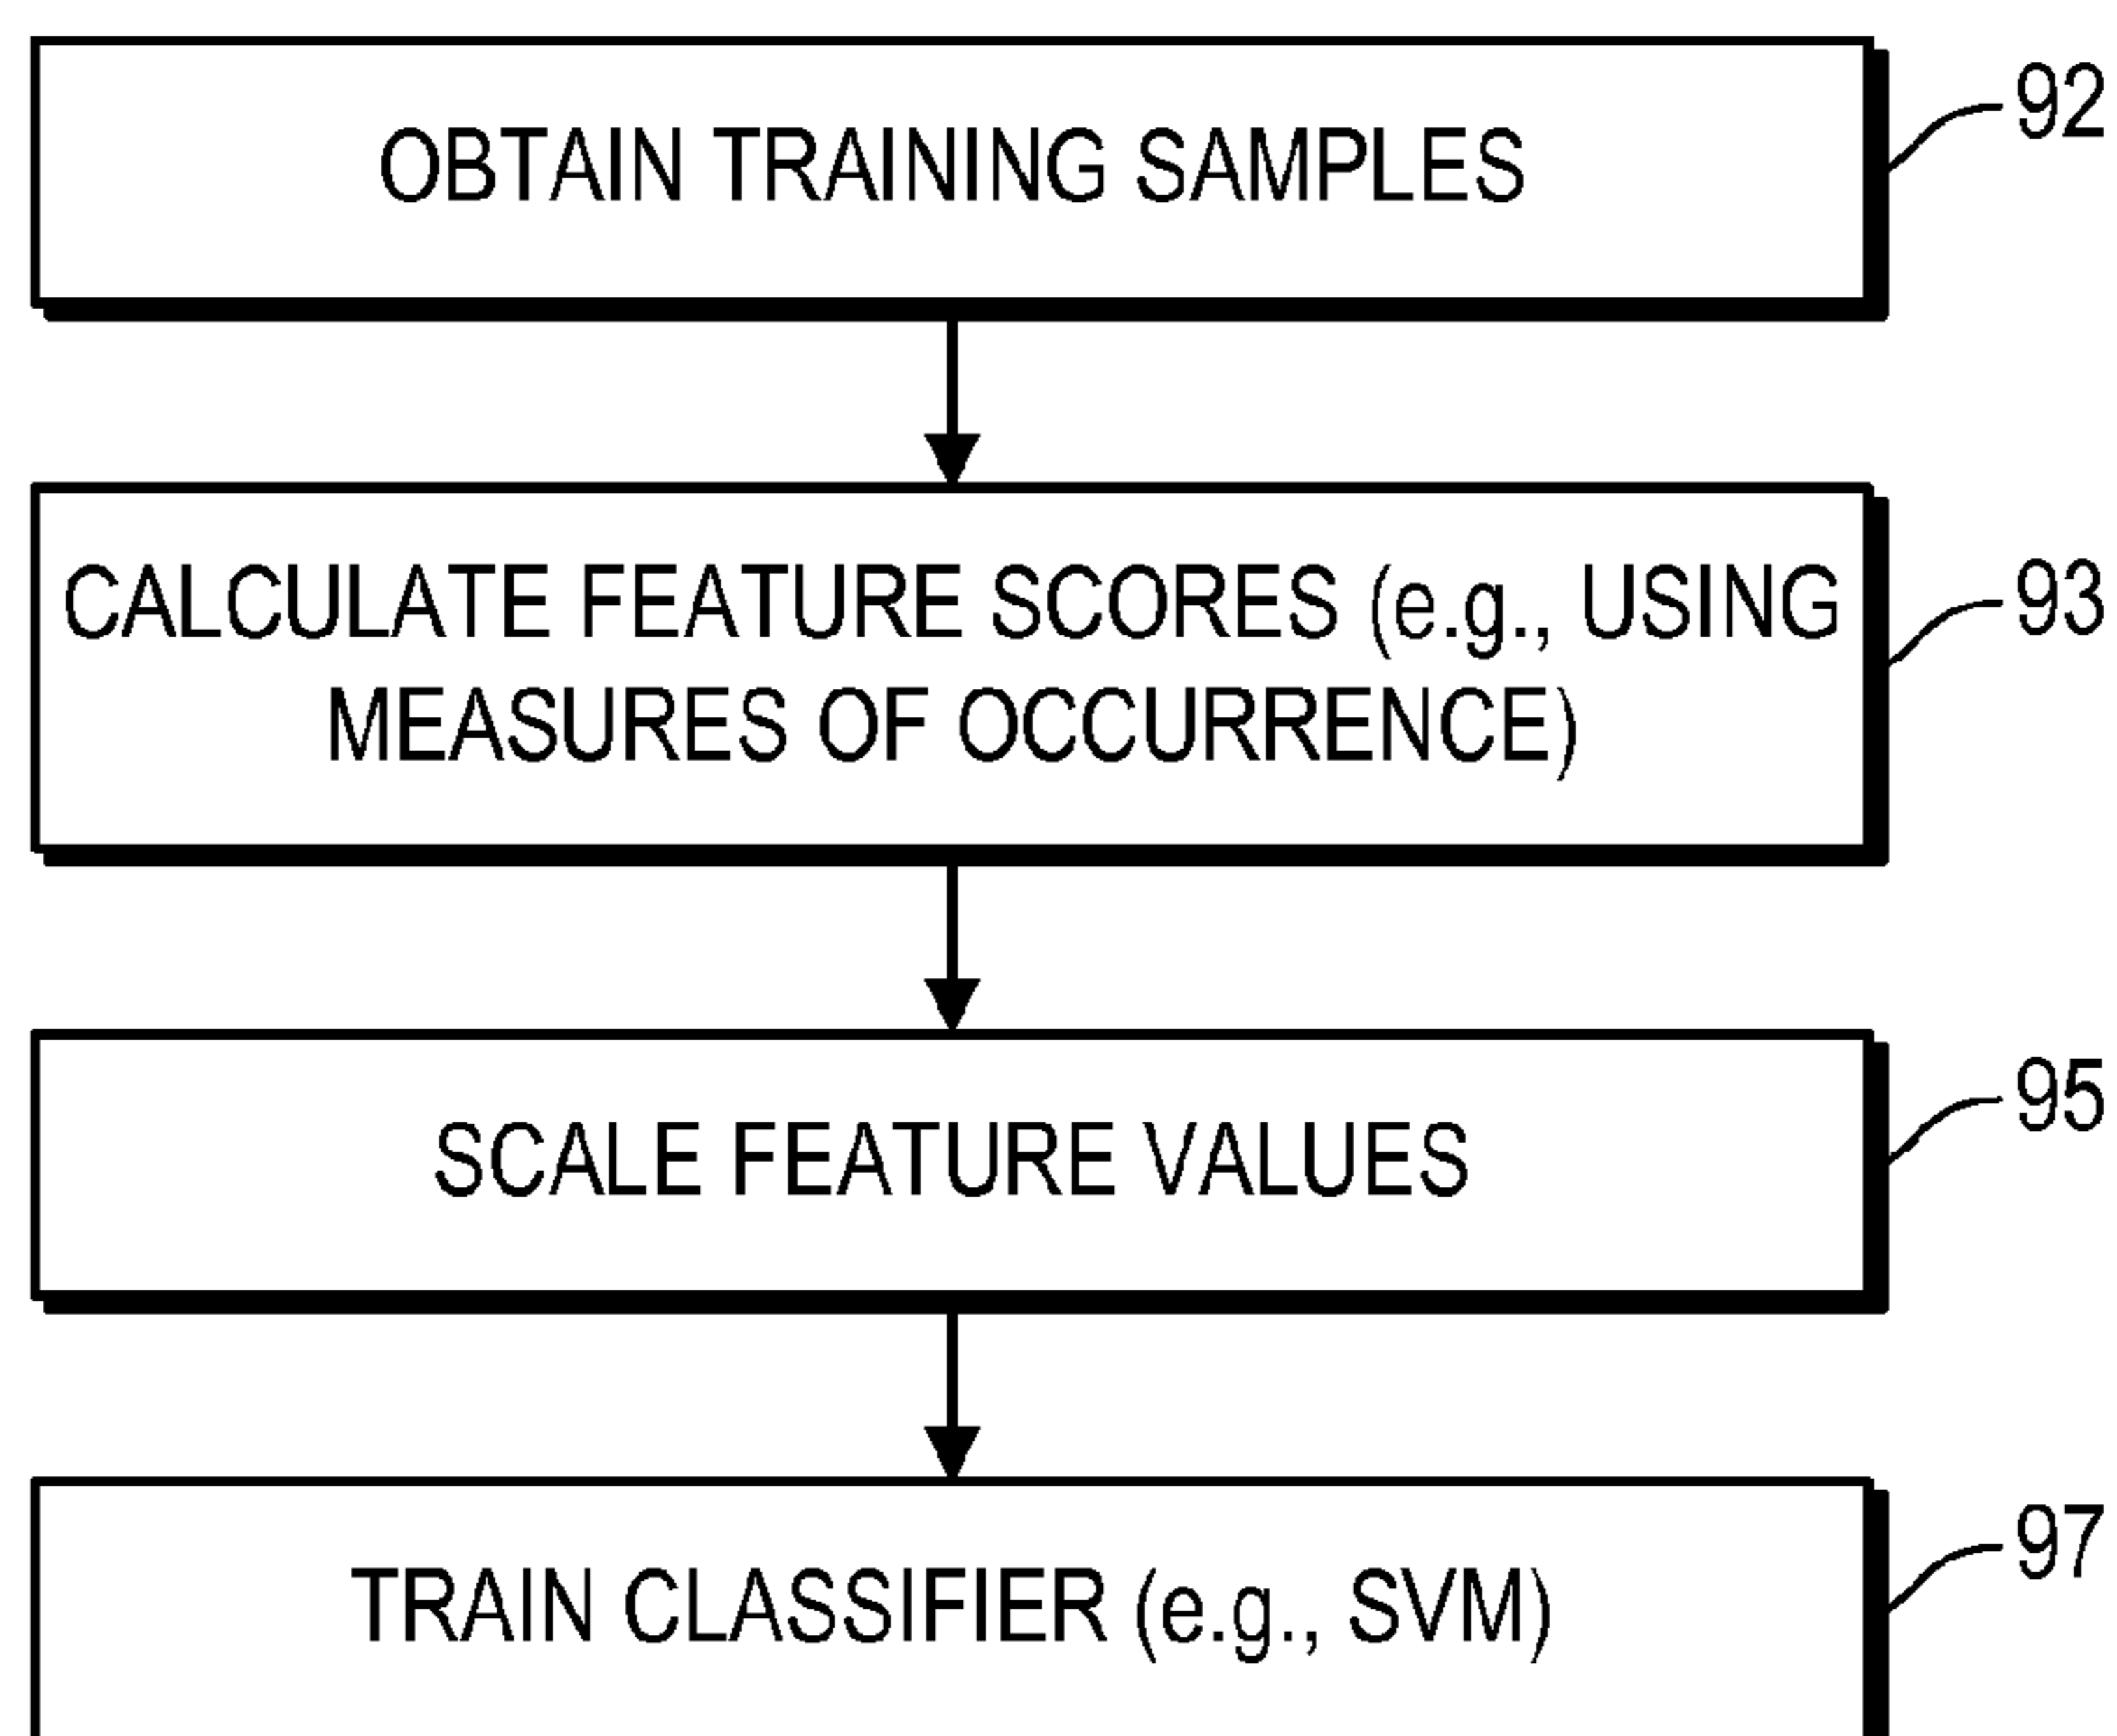 OBTAIN TRAINING SAMPLES
92
CALCULATE FEATURE SCORES (e.g., USING
MEASURES OF OCCURRENCE)
93
SCALE FEATURE VALUES
95
TRAIN CLASSIFIER (e.g., SVM)
97